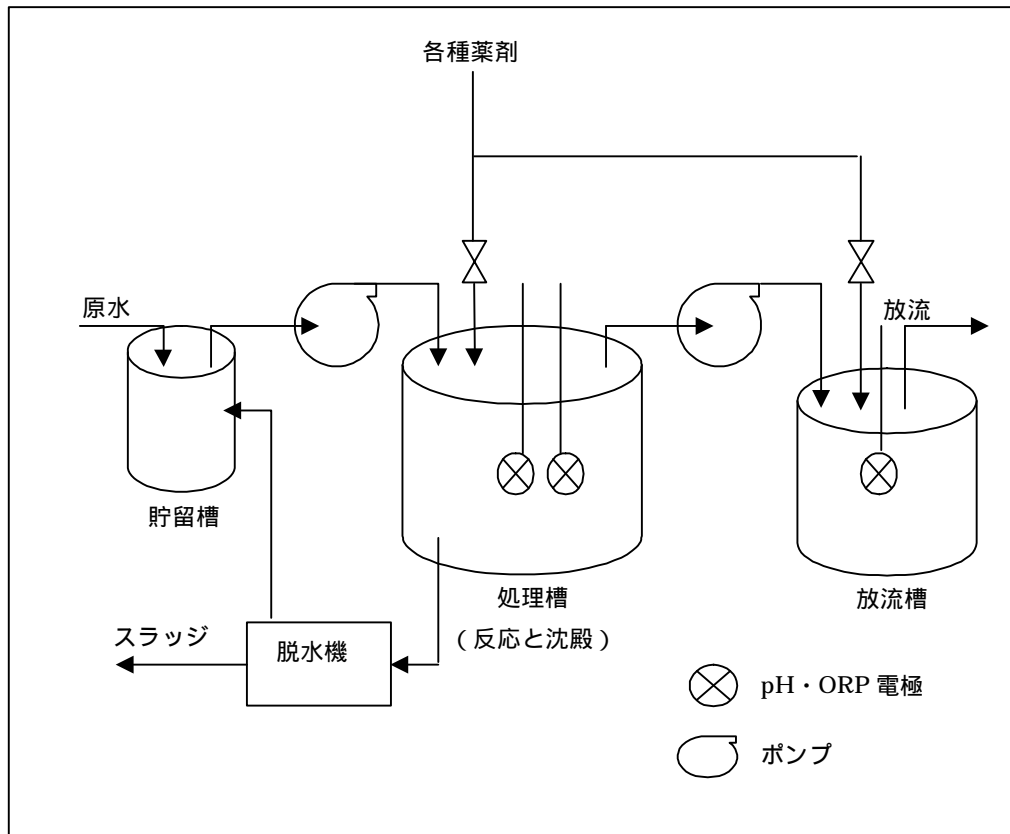 各種薬剤
原水
放流
貯留槽
処理槽
(反応と沈殿)
放流槽
スラッジ
脱水機
pH・ORP 電極
ポンプ